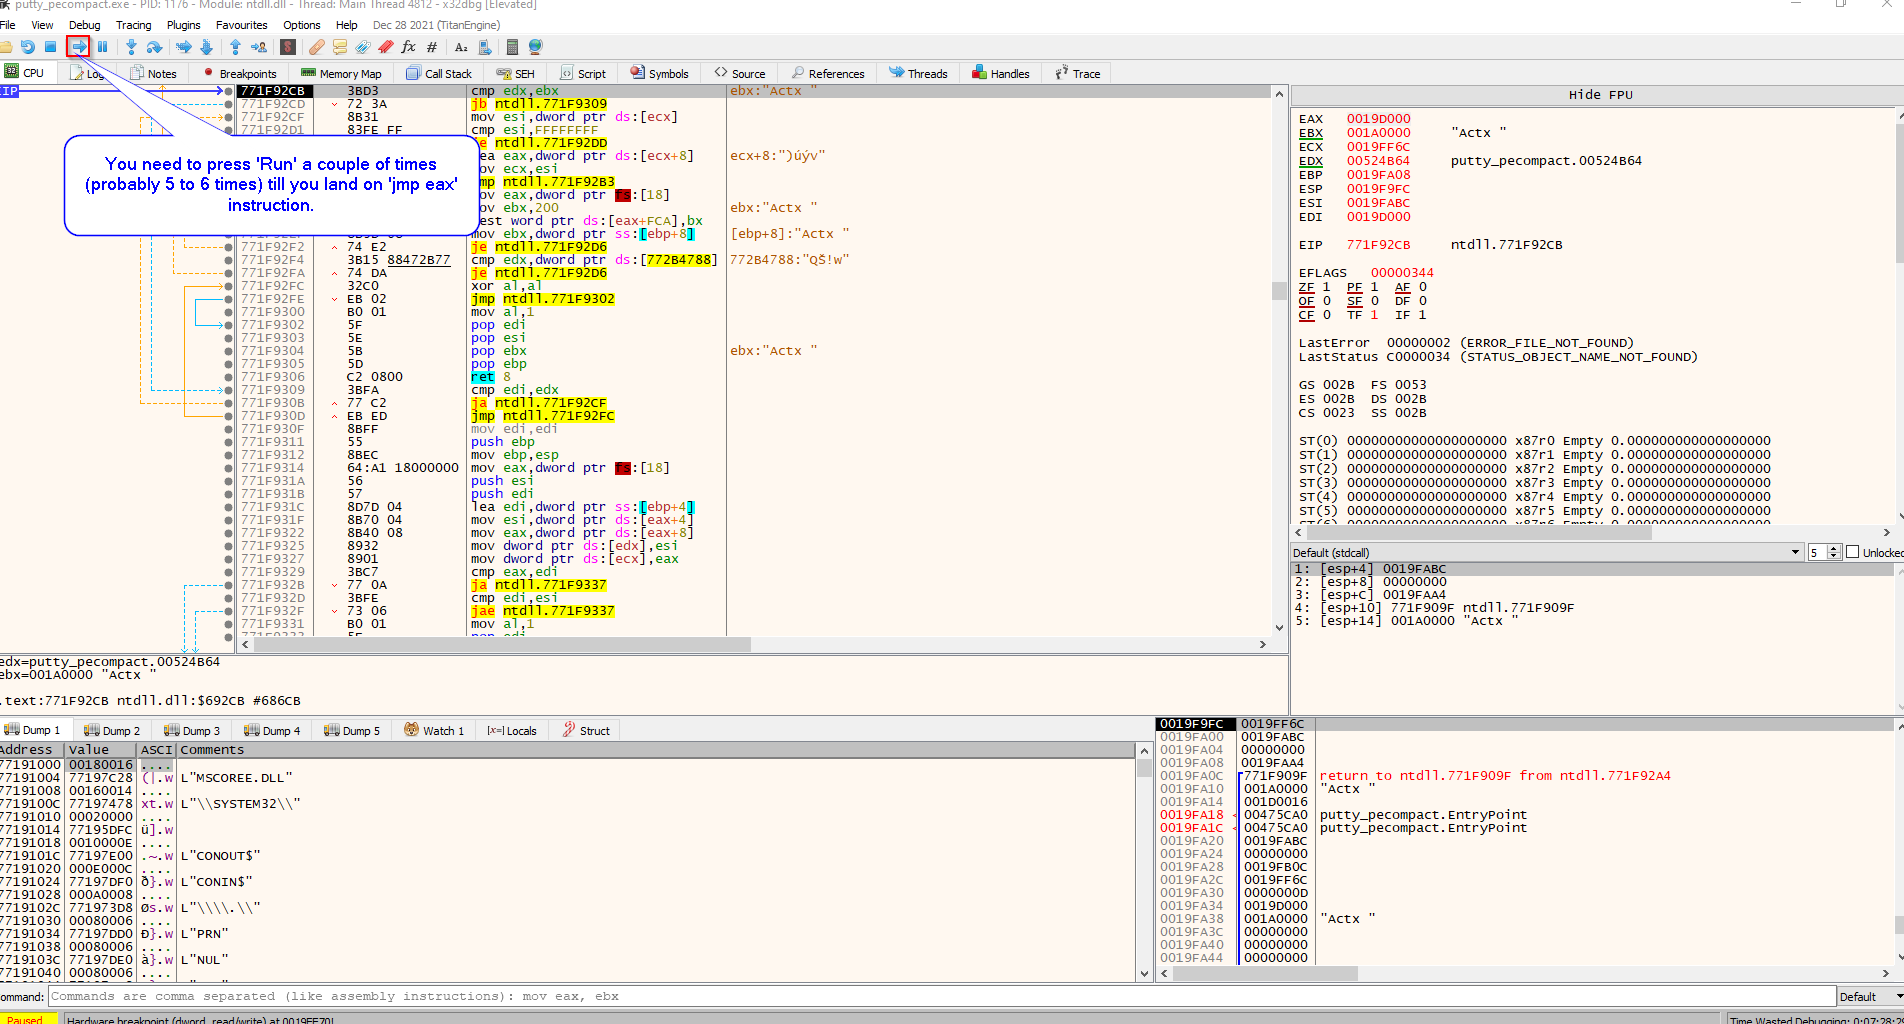 putty_pecompact.exe - PID: 1176 - Module: ntdll.dll - Thread: Main Thread 4812 - x32dbg [Elevated]
File View Debug Tracing Plugins Favourites Options Help Dec 28 2021 (TitanEngine)
CPU Log Notes Breakpoints Memory Map Call Stack SEH Script Symbols Source References Threads Handles Trace
You need to press 'Run' a couple of times
(probably 5 to 6 times) till you land on 'jmp eax'
instruction.
EIP 771F92CB 3BD3 cmp edx,ebx ebx:"Actx "
771F92CD 72 3A jb ntdll.771F9309
771F92CF 8B31 mov esi,dword ptr ds:[ecx]
771F92D1 83FE FF cmp esi,FFFFFFFF
ntdll.771F92DD
eax,dword ptr ds:[ecx+8] ecx+8:")úýv"
ecx,esi
ntdll.771F92B3
eax,dword ptr fs:[18]
ebx,200 ebx:"Actx "
word ptr ds:[eax+FCA],bx
mov ebx,dword ptr ss:[ebp+8] [ebp+8]:"Actx "
771F92F2 74 E2 je ntdll.771F92D6
771F92F4 3B15 88472B77 cmp edx,dword ptr ds:[772B4788] 772B4788:"QŠ!w"
771F92FA 74 DA je ntdll.771F92D6
771F92FC 32C0 xor al,al
771F92FE EB 02 jmp ntdll.771F9302
771F9300 B0 01 mov al,1
771F9302 5F pop edi
771F9303 5E pop esi
771F9304 5B pop ebx ebx:"Actx "
771F9305 5D pop ebp
771F9306 C2 0800 ret 8
771F9309 3BFA cmp edi,edx
771F930B 77 C2 ja ntdll.771F92CF
771F930D EB ED jmp ntdll.771F92FC
771F930F 8BFF mov edi,edi
771F9311 55 push ebp
771F9312 8BEC mov ebp,esp
771F9314 64:A1 18000000 mov eax,dword ptr fs:[18]
771F931A 56 push esi
771F931B 57 push edi
771F931C 8D7D 04 lea edi,dword ptr ss:[ebp+4]
771F931F 8B70 04 mov esi,dword ptr ds:[eax+4]
771F9322 8B40 08 mov eax,dword ptr ds:[eax+8]
771F9325 8932 mov dword ptr ds:[edx],esi
771F9327 8901 mov dword ptr ds:[ecx],eax
771F9329 3BC7 cmp eax,edi
771F932B 77 0A ja ntdll.771F9337
771F932D 3BFE cmp edi,esi
771F932F 73 06 jae ntdll.771F9337
771F9331 B0 01 mov al,1
Hide FPU
EAX 0019D000
EBX 001A0000 "Actx "
ECX 0019FF6C
EDX 00524B64 putty_pecompact.00524B64
EBP 0019FA08
ESP 0019F9FC
ESI 0019FABC
EDI 0019D000
EIP 771F92CB ntdll.771F92CB
EFLAGS 00000344
ZF 1 PF 1 AF 0
OF 0 SF 0 DF 0
CF 0 TF 1 IF 1
LastError 00000002 (ERROR_FILE_NOT_FOUND)
LastStatus C0000034 (STATUS_OBJECT_NAME_NOT_FOUND)
GS 002B FS 0053
ES 002B DS 002B
CS 0023 SS 002B
ST(0) 00000000000000000000 x87r0 Empty 0.000000000000000000
ST(1) 00000000000000000000 x87r1 Empty 0.000000000000000000
ST(2) 00000000000000000000 x87r2 Empty 0.000000000000000000
ST(3) 00000000000000000000 x87r3 Empty 0.000000000000000000
ST(4) 00000000000000000000 x87r4 Empty 0.000000000000000000
ST(5) 00000000000000000000 x87r5 Empty 0.000000000000000000
ST(6) 00000000000000000000 x87r6 Empty 0.000000000000000000
Default (stdcall) 5 Unlocked
1: [esp+4] 0019FABC
2: [esp+8] 00000000
3: [esp+C] 0019FAA4
4: [esp+10] 771F909F ntdll.771F909F
5: [esp+14] 001A0000 "Actx "
edx=putty_pecompact.00524B64
ebx=001A0000 "Actx "
.text:771F92CB ntdll.dll:$692CB #686CB
Dump 1 Dump 2 Dump 3 Dump 4 Dump 5 Watch 1 [x=] Locals Struct
Address Value ASCI Comments
77191000 00180016 ....
77191004 77197C28 (|.w L"MSCOREE.DLL"
77191008 00160014 ....
7719100C 77197478 xt.w L"\\SYSTEM32\\"
77191010 00020000 ....
77191014 77195DFC ü].w
77191018 0010000E ....
7719101C 77197E00 .~.w L"CONOUT$"
77191020 000E000C ....
77191024 77197DF0 ð}.w L"CONIN$"
77191028 000A0008 ....
7719102C 771973D8 Øs.w L"\\\\.\\"
77191030 00080006 ....
77191034 77197DD0 Ð}.w L"PRN"
77191038 00080006 ....
7719103C 77197DE0 à}.w L"NUL"
77191040 00080006 ....
0019F9FC 0019FF6C
0019FA00 0019FABC
0019FA04 00000000
0019FA08 0019FAA4
0019FA0C 771F909F return to ntdll.771F909F from ntdll.771F92A4
0019FA10 001A0000 "Actx "
0019FA14 001D0016
0019FA18 00475CA0 putty_pecompact.EntryPoint
0019FA1C 00475CA0 putty_pecompact.EntryPoint
0019FA20 0019FABC
0019FA24 00000000
0019FA28 0019FB0C
0019FA2C 0019FF6C
0019FA30 0000000D
0019FA34 0019D000
0019FA38 001A0000 "Actx "
0019FA3C 00000000
0019FA40 00000000
0019FA44 00000000
Command: Commands are comma separated (like assembly instructions): mov eax, ebx Default
Paused Hardware breakpoint (dword, read/write) at 0019FF70! Time Wasted Debugging: 0:07:28:29